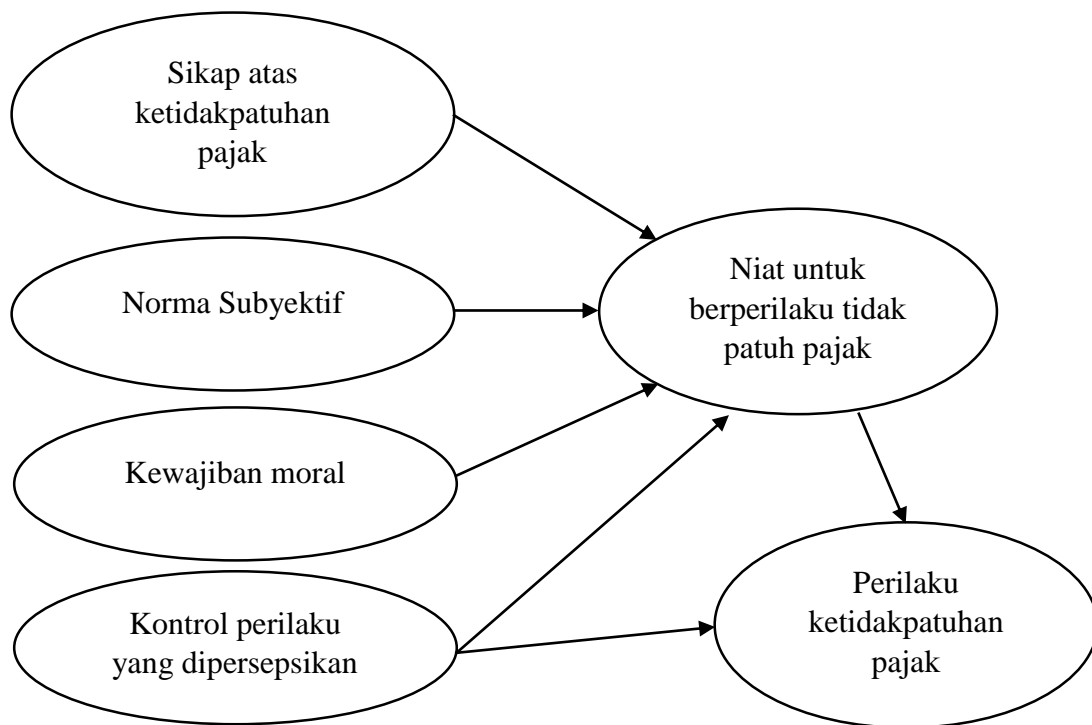 Sikap atas
ketidakpatuhan
pajak
Norma Subyektif
Kewajiban moral
Kontrol perilaku
yang dipersepsikan
Niat untuk
berperilaku tidak
patuh pajak
Perilaku
ketidakpatuhan
pajak